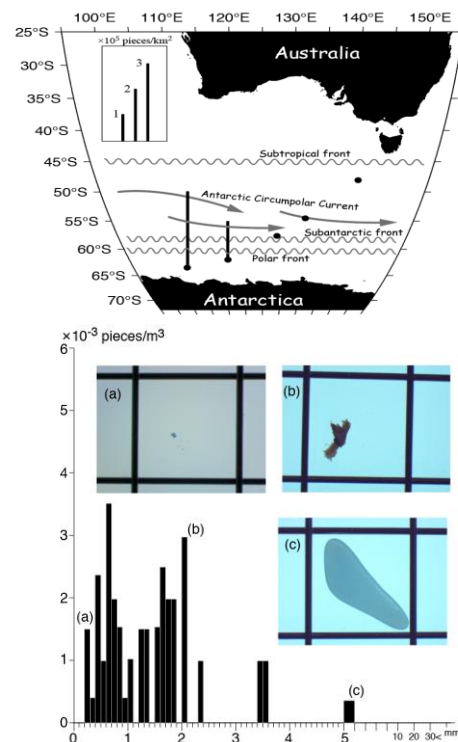 100°E 110°E 120°E 130°E 140°E 150°E
25°S
30°S
35°S
40°S
45°S
50°S
55°S
60°S
65°S
70°S
×10⁵ pieces/km²
3
2
1
Australia
Subtropical front
Antarctic Circumpolar Current
Subantarctic front
Polar front
Antarctica
×10⁻³ pieces/m³
6
5
4
3
2
1
0
(a)
(b)
(c)
(a)
(b)
(c)
0 1 2 3 4 5 10 20 30< mm